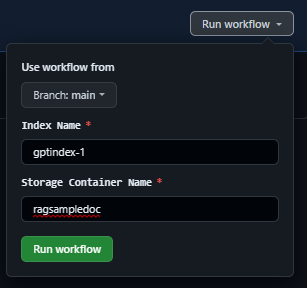 Run workflow
Use workflow from
Branch: main
Index Name *
gptindex-1
Storage Container Name *
ragsampledoc
Run workflow